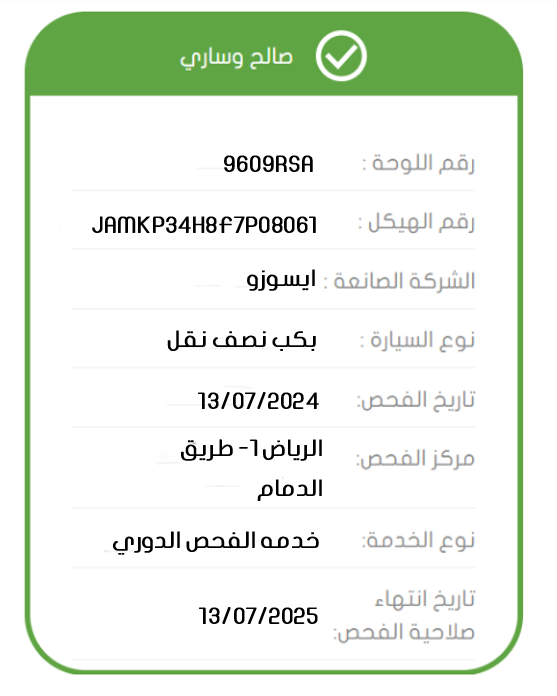 صالح وساري
رقم اللوحة : 9609RSA
رقم الهيكل : JAMKP34H8f7P08061
الشركة الصانعة : ايسوزو
نوع السيارة : بكب نصف نقل
تاريخ الفحص: 13/07/2024
مركز الفحص: الرياض 1- طريق
الدمام
نوع الخدمة: خدمه الفحص الدوري
تاريخ انتهاء
صلاحية الفحص: 13/07/2025